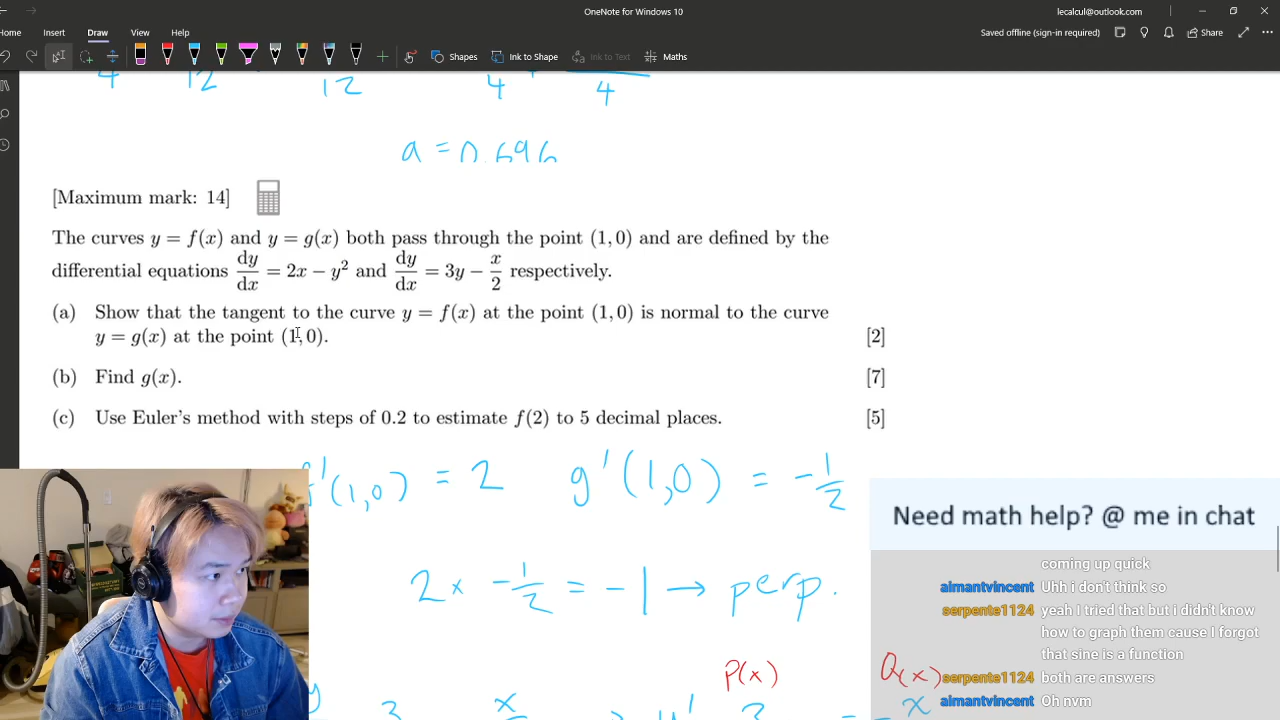 OneNote for Windows 10
lecalcul@outlook.com
Home Insert Draw View Help
Saved offline (sign-in required)
Share
Shapes Ink to Shape Ink to Text Maths
4 12 12 4 4
a = 0.696
[Maximum mark: 14]
The curves y = f(x) and y = g(x) both pass through the point (1, 0) and are defined by the
differential equations dy/dx = 2x − y² and dy/dx = 3y − x/2 respectively.
(a) Show that the tangent to the curve y = f(x) at the point (1, 0) is normal to the curve
y = g(x) at the point (1, 0). [2]
(b) Find g(x). [7]
(c) Use Euler's method with steps of 0.2 to estimate f(2) to 5 decimal places. [5]
f'(1,0) = 2 g'(1,0) = -1/2
2 x -1/2 = -1 → perp.
P(x)
Q(x)
Need math help? @ me in chat
coming up quick
aimantvincent Uhh i don't think so
serpente1124 yeah I tried that but i didn't know
how to graph them cause I forgot
that sine is a function
serpente1124 both are answers
aimantvincent Oh nvm